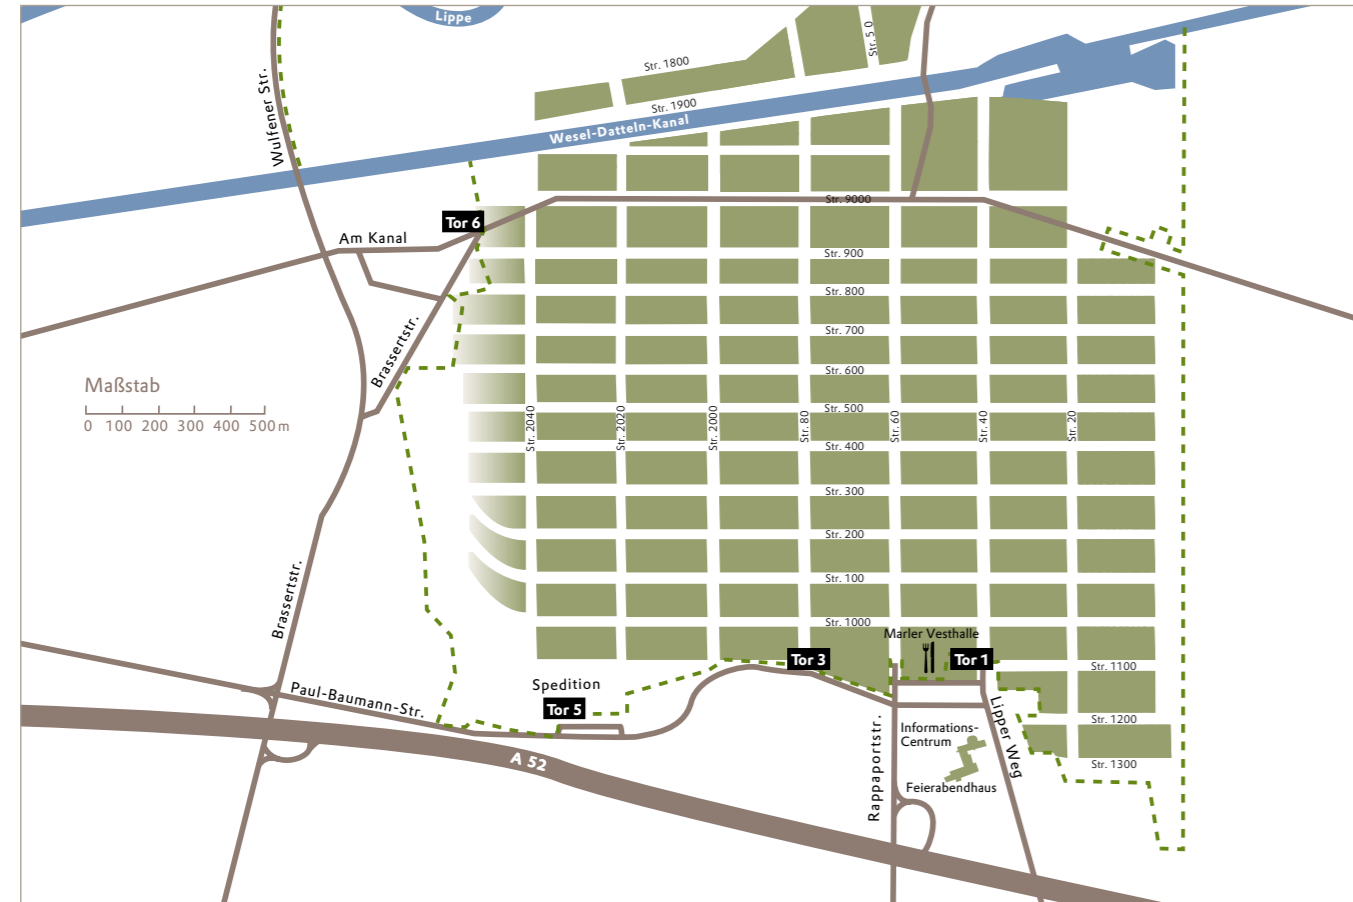 Lippe
Str. 5 0
Str. 1800
Str. 1900
Wesel-Datteln-Kanal
Wulfener Str.
Str. 9000
Tor 6
Am Kanal
Str. 900
Str. 800
Str. 700
Brassertstr.
Str. 600
Maßstab
0 100 200 300 400 500 m
Str. 500
Str. 2040
Str. 2020
Str. 2000
Str. 80
Str. 60
Str. 40
Str. 20
Str. 400
Str. 300
Str. 200
Str. 100
Brassertstr.
Str. 1000
Marler Vesthalle
Tor 3
Tor 1
Str. 1100
Spedition
Tor 5
Paul-Baumann-Str.
Str. 1200
Informations-
Centrum
Lipper Weg
Rappaportstr.
A 52
Str. 1300
Feierabendhaus